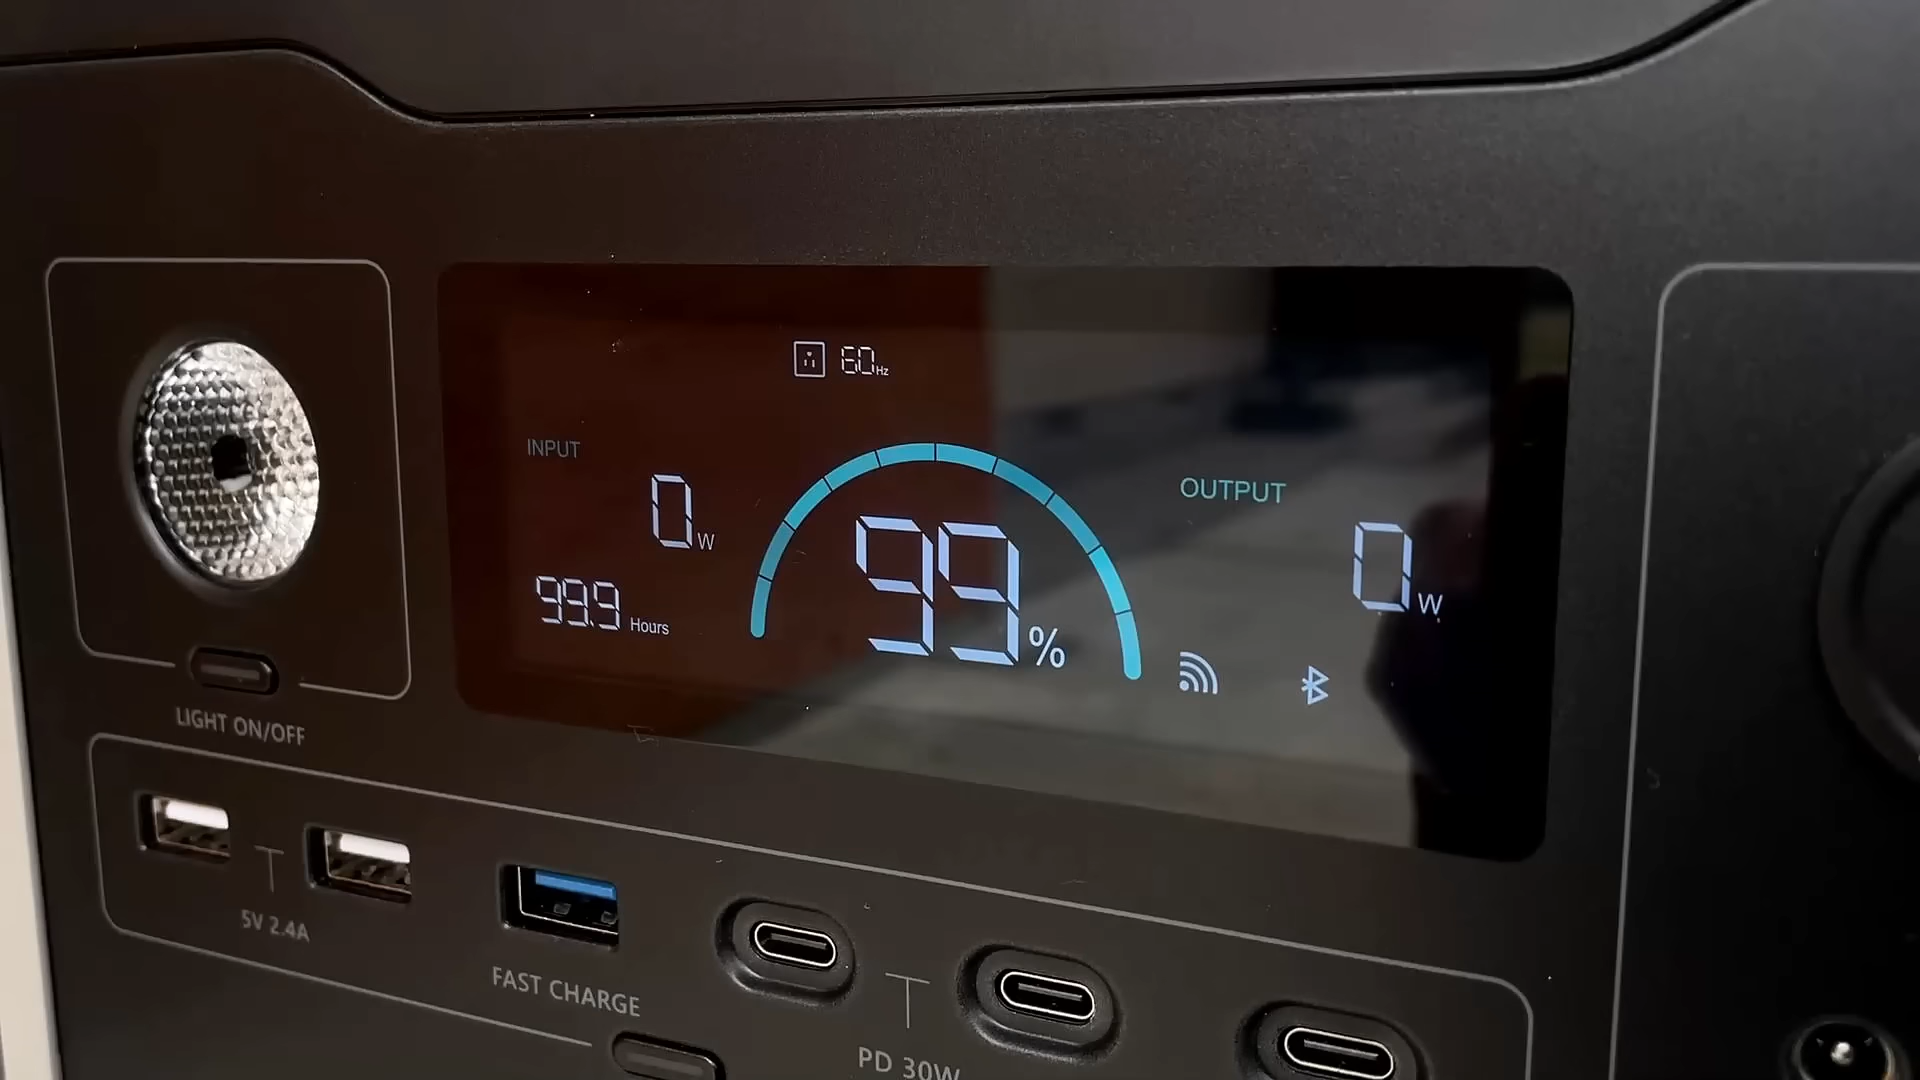 60Hz
INPUT
0W
99.9 Hours
99%
OUTPUT
0W
LIGHT ON/OFF
5V 2.4A
FAST CHARGE
PD 30W